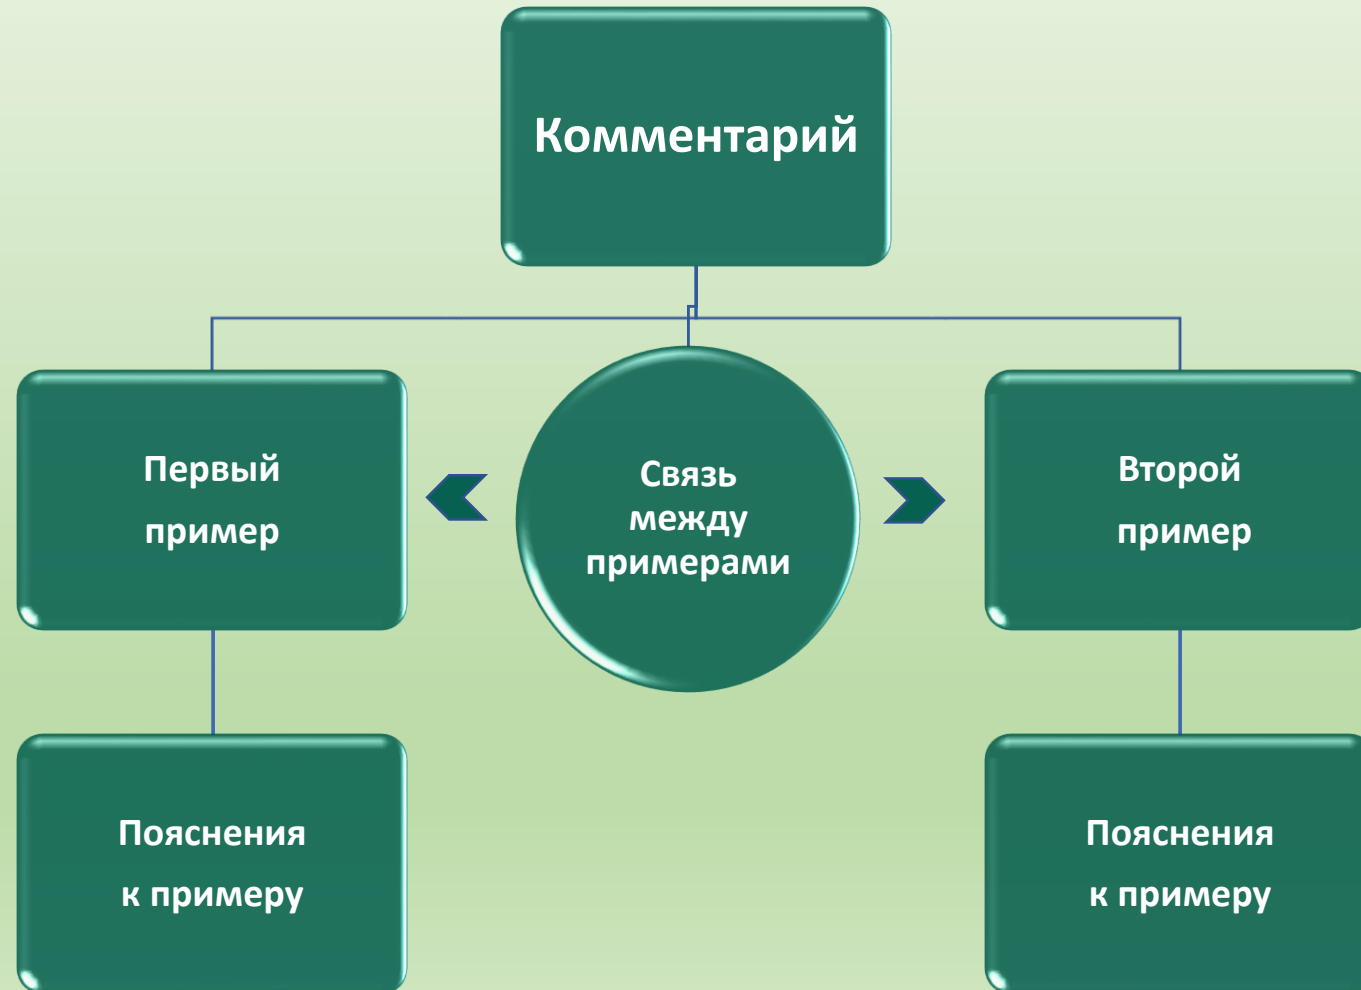 Комментарий
Первый
пример
Связь
между
примерами
Второй
пример
Пояснения
к примеру
Пояснения
к примеру